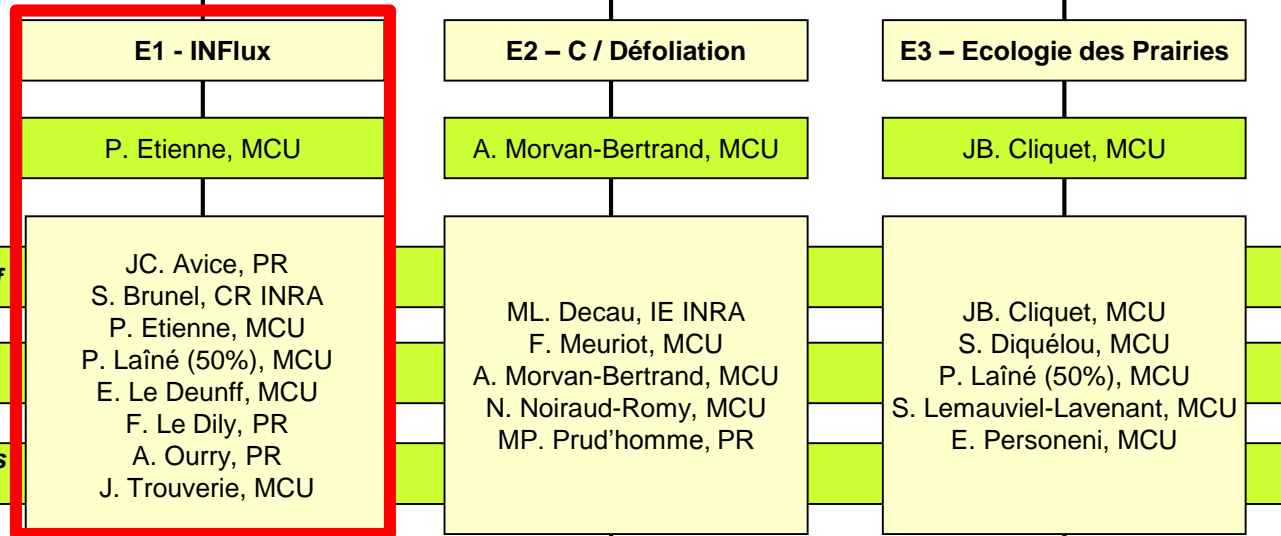 E1 - INFlux
P. Etienne, MCU
JC. Avice, PR
S. Brunel, CR INRA
P. Etienne, MCU
P. Laîné (50%), MCU
E. Le Deunff, MCU
F. Le Dily, PR
A. Ourry, PR
J. Trouverie, MCU
E2 – C / Défoliation
A. Morvan-Bertrand, MCU
ML. Decau, IE INRA
F. Meuriot, MCU
A. Morvan-Bertrand, MCU
N. Noiraud-Romy, MCU
MP. Prud’homme, PR
E3 – Ecologie des Prairies
JB. Cliquet, MCU
JB. Cliquet, MCU
S. Diquélou, MCU
P. Laîné (50%), MCU
S. Lemauviel-Lavenant, MCU
E. Personeni, MCU